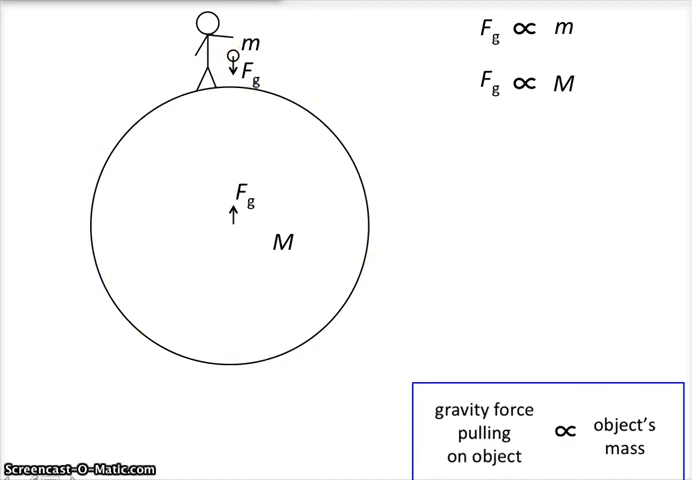 m
Fg
Fg
M
Fg ∝ m
Fg ∝ M
gravity force
pulling
on object
∝
object's
mass
Screencast-O-Matic.com